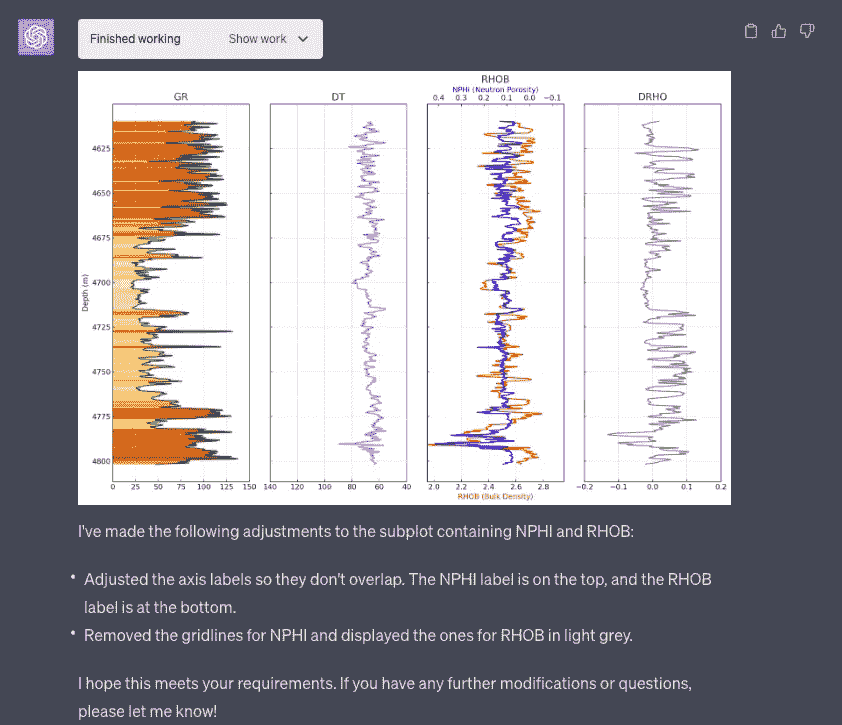 Finished working Show work
RHOB
NPHi (Neutron Porosity)
GR DT DRHO
0.4 0.3 0.2 0.1 0.0 −0.1
4625
4650
4675
4700
Depth (m)
4725
4750
4775
4800
0 25 50 75 100 125 150 140 120 100 80 60 40 2.0 2.2 2.4 2.6 2.8 −0.2 −0.1 0.0 0.1 0.2
RHOB (Bulk Density)
I've made the following adjustments to the subplot containing NPHI and RHOB:
• Adjusted the axis labels so they don't overlap. The NPHI label is on the top, and the RHOB
label is at the bottom.
• Removed the gridlines for NPHI and displayed the ones for RHOB in light grey.
I hope this meets your requirements. If you have any further modifications or questions,
please let me know!